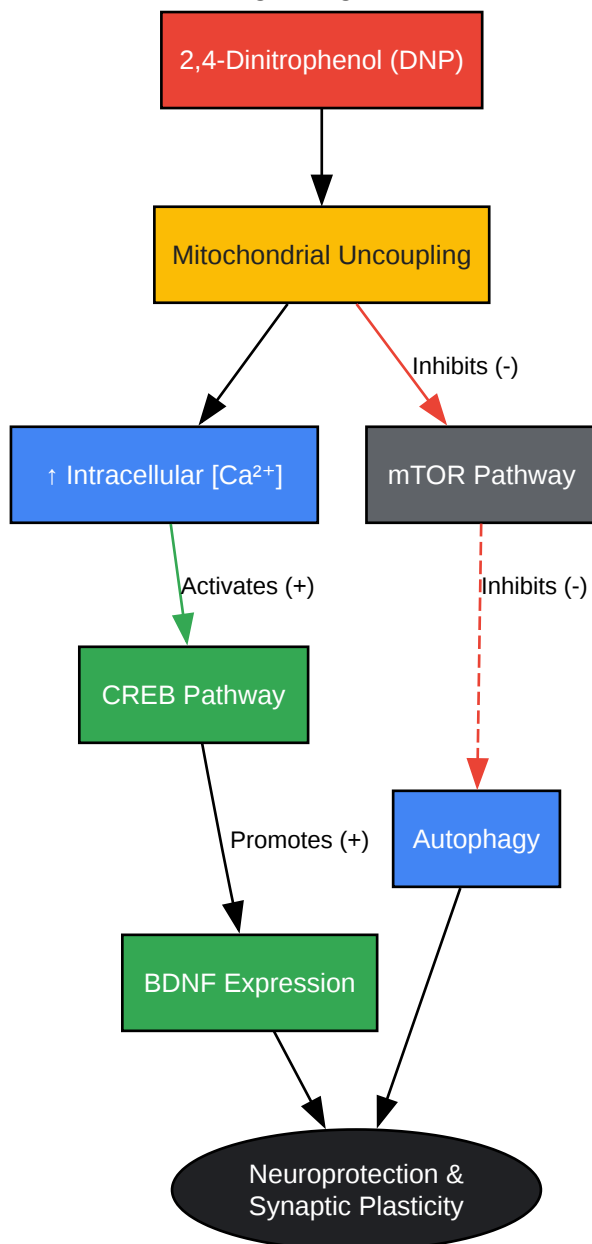 2,4-Dinitrophenol (DNP)
Mitochondrial Uncoupling
Inhibits (-)
↑ Intracellular [Ca²⁺]
mTOR Pathway
Activates (+)
Inhibits (-)
CREB Pathway
Promotes (+)
Autophagy
BDNF Expression
Neuroprotection &
Synaptic Plasticity